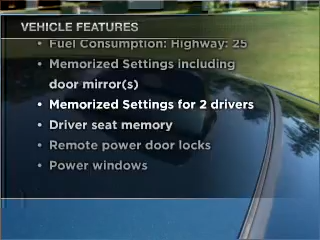 VEHICLE FEATURES
• Fuel Consumption: Highway: 25
• Memorized Settings including
door mirror(s)
• Memorized Settings for 2 drivers
• Driver seat memory
• Remote power door locks
• Power windows